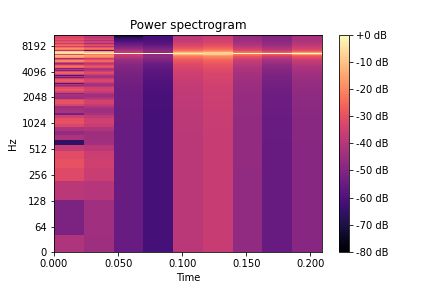 Power spectrogram
8192
4096
2048
1024
512
256
128
64
0
Hz
0.000 0.050 0.100 0.150 0.200
Time
+0 dB
-10 dB
-20 dB
-30 dB
-40 dB
-50 dB
-60 dB
-70 dB
-80 dB